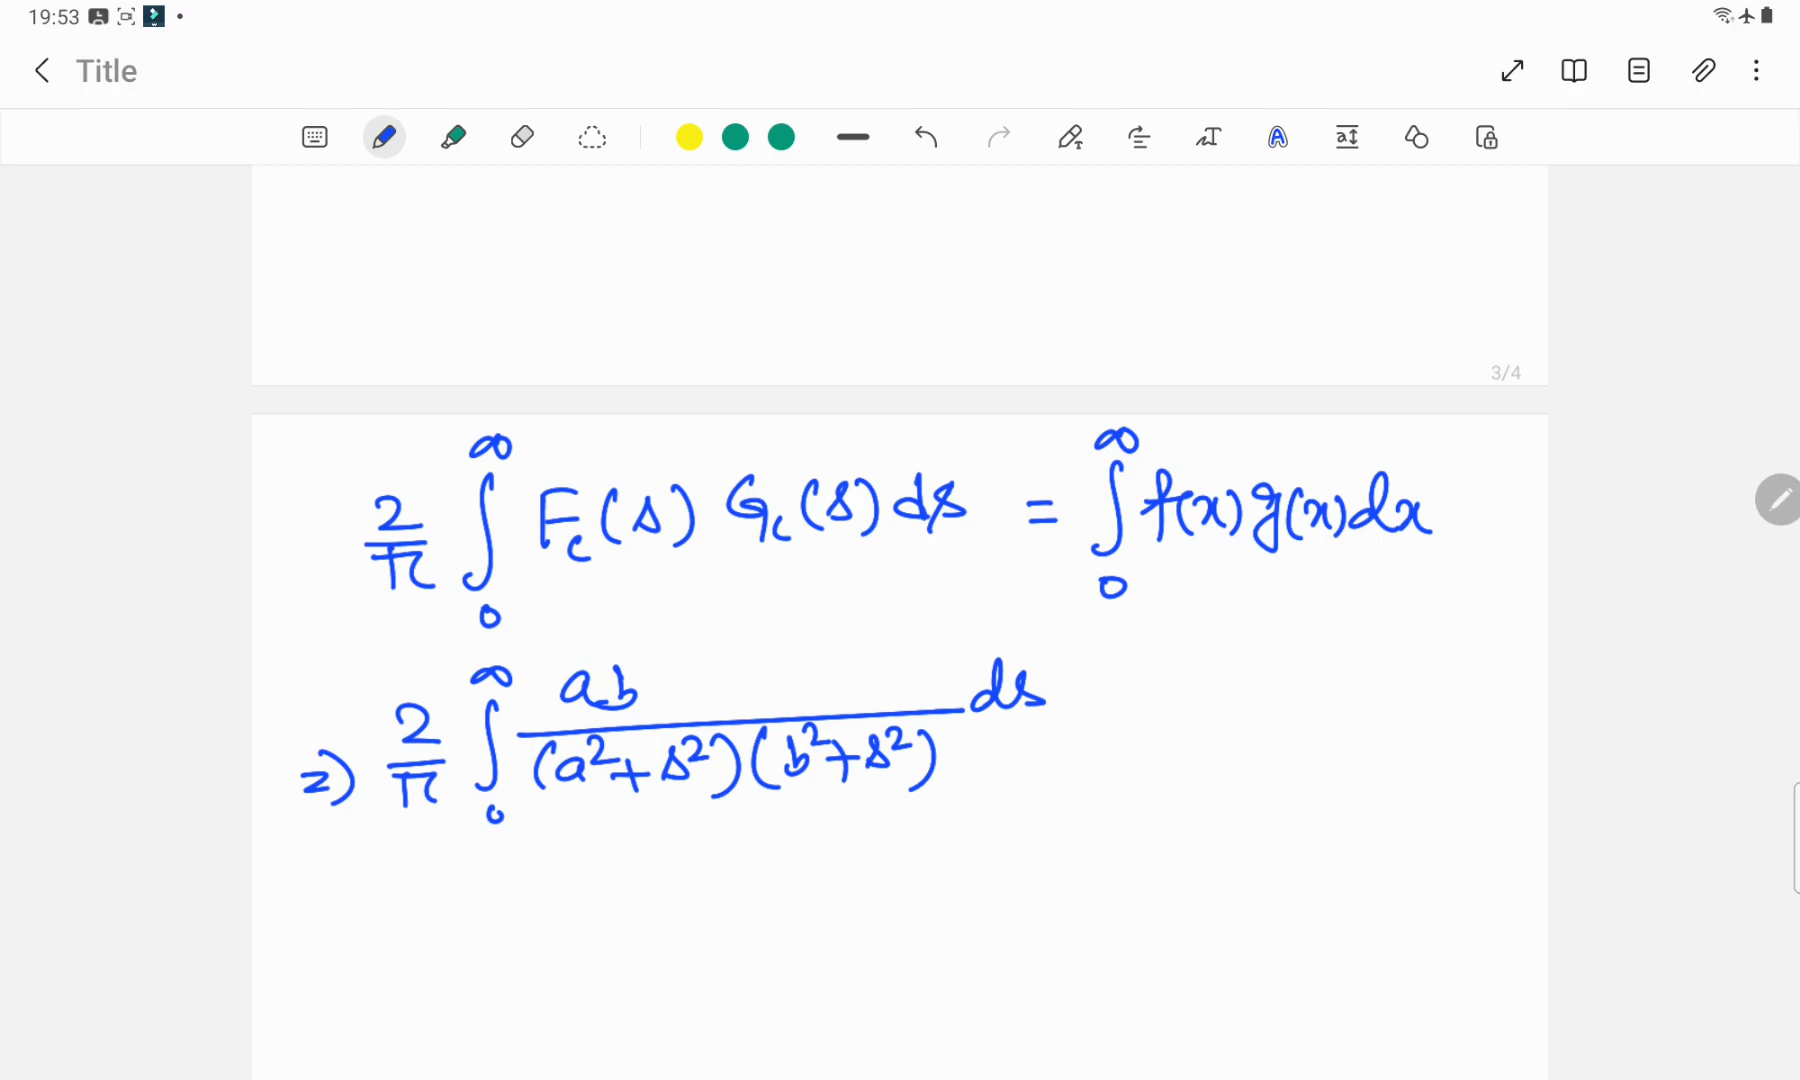 19:53
Title
3/4
2/π ∫₀^∞ F_c(s) G_c(s) ds = ∫₀^∞ f(x) g(x) dx
⇒) 2/π ∫₀^∞ ab / (a²+s²)(b²+s²) ds